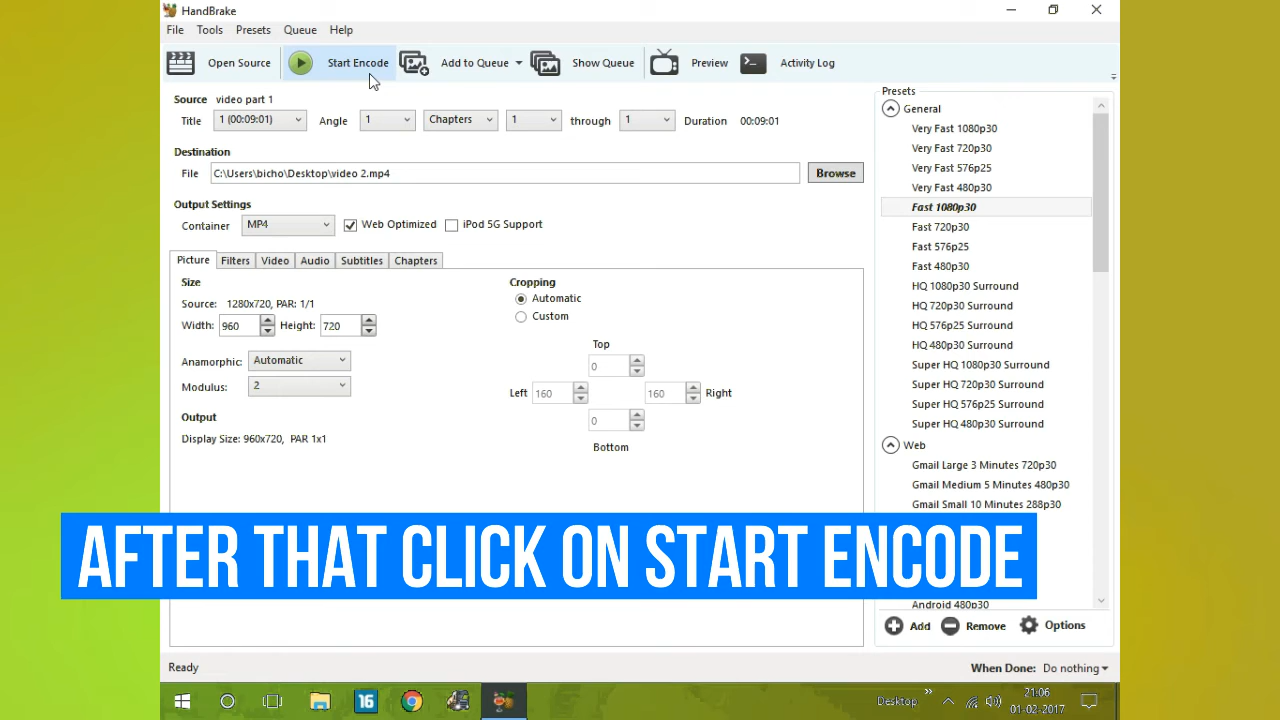 HandBrake
File Tools Presets Queue Help
Open Source Start Encode Add to Queue Show Queue Preview Activity Log
Source video part 1
Title 1 (00:09:01) Angle 1 Chapters 1 through 1 Duration 00:09:01
Destination
File C:\Users\bicho\Desktop\video 2.mp4 Browse
Output Settings
Container MP4 Web Optimized iPod 5G Support
Picture Filters Video Audio Subtitles Chapters
Size
Source: 1280x720, PAR: 1/1
Width: 960 Height: 720
Anamorphic: Automatic
Modulus: 2
Output
Display Size: 960x720, PAR 1x1
Cropping
Automatic
Custom
Top
0
Left 160 160 Right
0
Bottom
Presets
General
Very Fast 1080p30
Very Fast 720p30
Very Fast 576p25
Very Fast 480p30
Fast 1080p30
Fast 720p30
Fast 576p25
Fast 480p30
HQ 1080p30 Surround
HQ 720p30 Surround
HQ 576p25 Surround
HQ 480p30 Surround
Super HQ 1080p30 Surround
Super HQ 720p30 Surround
Super HQ 576p25 Surround
Super HQ 480p30 Surround
Web
Gmail Large 3 Minutes 720p30
Gmail Medium 5 Minutes 480p30
Gmail Small 10 Minutes 288p30
Android 480p30
Add Remove Options
AFTER THAT CLICK ON START ENCODE
Ready When Done: Do nothing
16 Desktop 21:06
01-02-2017